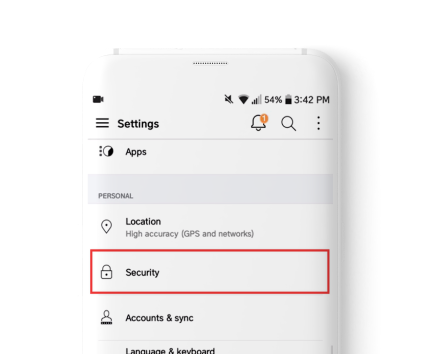 54% 3:42 PM
Settings
1
Apps
PERSONAL
Location
High accuracy (GPS and networks)
Security
Accounts & sync
Language & keyboard